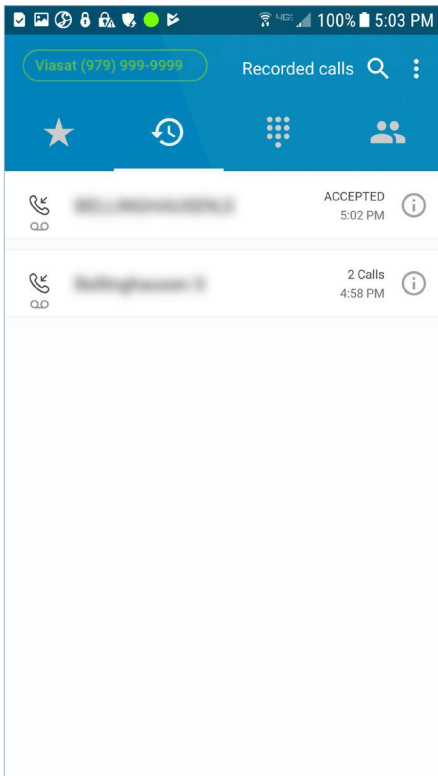 4GE 100% 5:03 PM
Viasat (979) 999-9999 Recorded calls
ACCEPTED
5:02 PM
2 Calls
4:58 PM